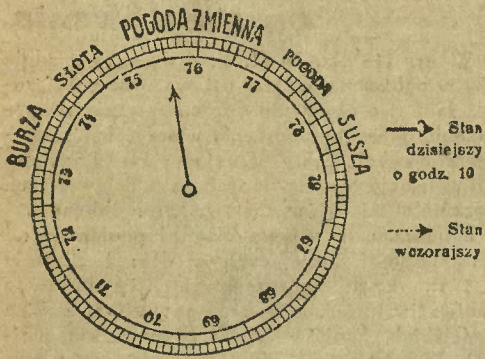 BURZA
SŁOTA
POGODA ZMIENNA
POGODA
SUSZA
73
74
75
76
77
78
79
67
68
69
70
71
72
Stan
dzisiejszy
o godz. 10
Stan
wczorajszy